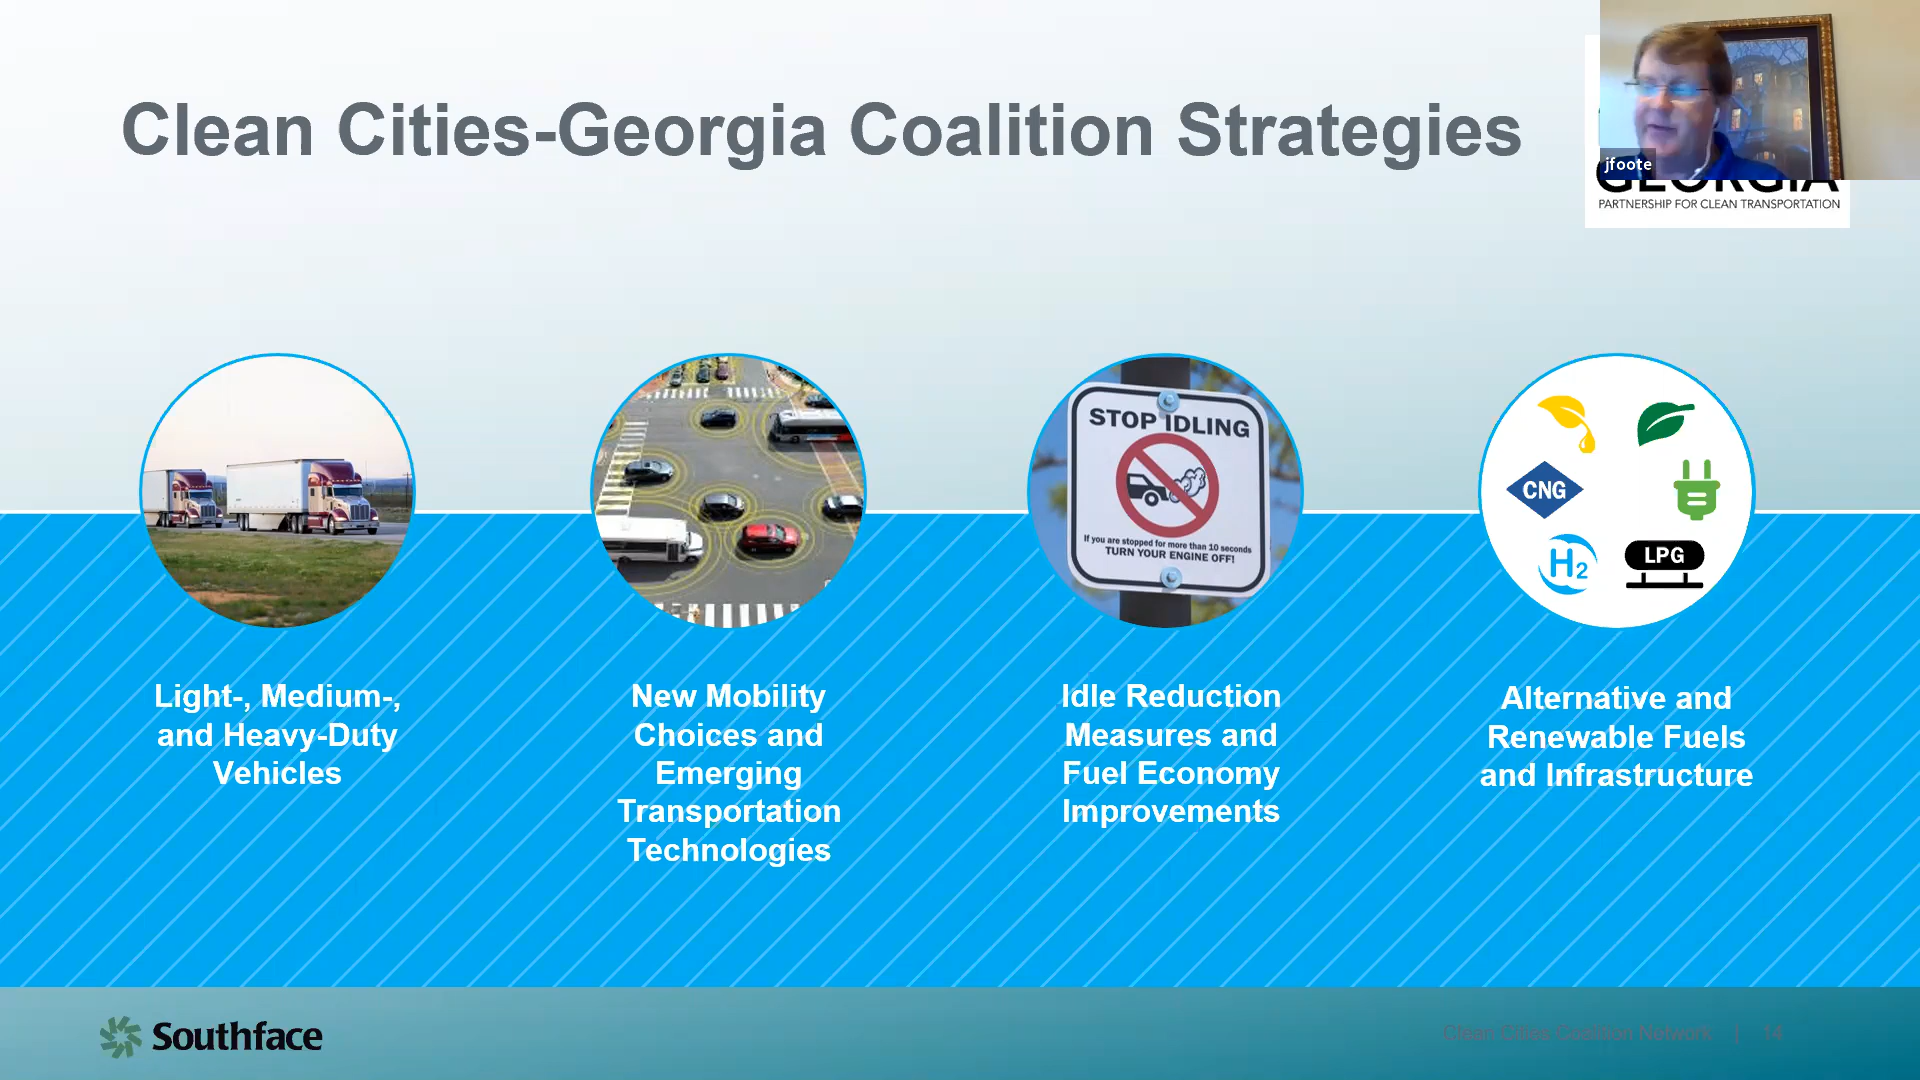 Clean Cities-Georgia Coalition Strategies
jfoote
GEORGIA
PARTNERSHIP FOR CLEAN TRANSPORTATION
STOP IDLING
If you are stopped for more than 10 seconds
TURN YOUR ENGINE OFF!
CNG
H2
LPG
Light-, Medium-,
and Heavy-Duty
Vehicles
New Mobility
Choices and
Emerging
Transportation
Technologies
Idle Reduction
Measures and
Fuel Economy
Improvements
Alternative and
Renewable Fuels
and Infrastructure
Southface
Clean Cities Coalition Network | 14